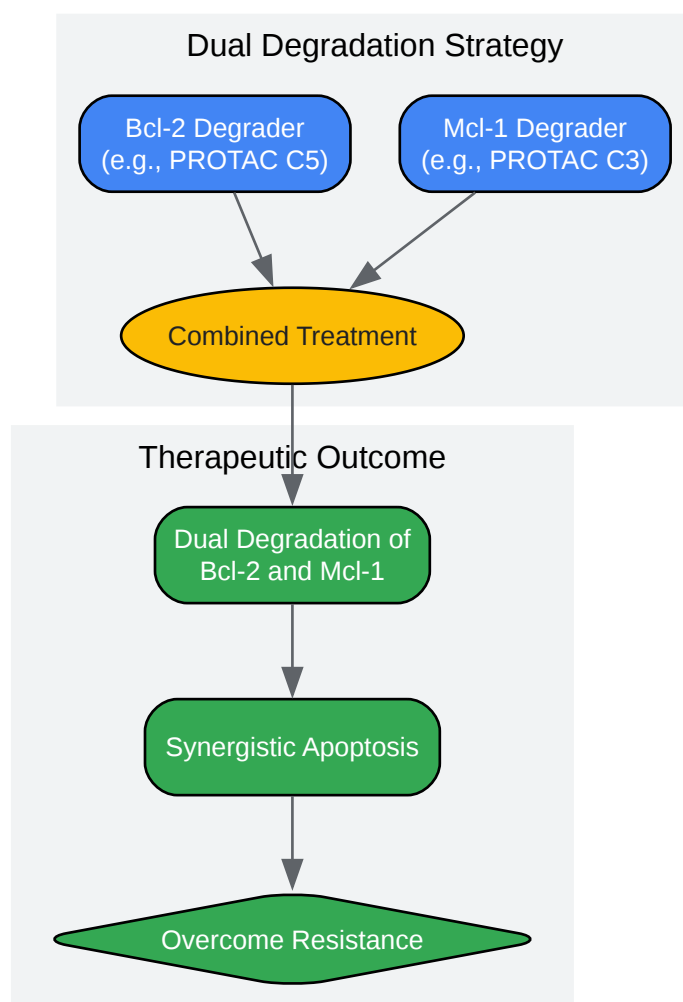 Dual Degradation Strategy
Bcl-2 Degrader
(e.g., PROTAC C5)
Mcl-1 Degrader
(e.g., PROTAC C3)
Combined Treatment
Therapeutic Outcome
Dual Degradation of
Bcl-2 and Mcl-1
Synergistic Apoptosis
Overcome Resistance